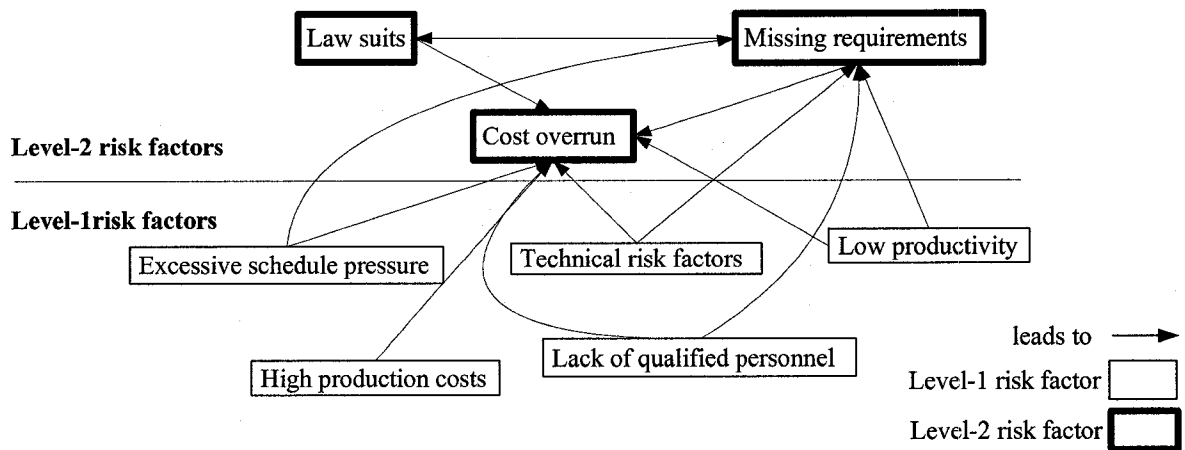 Law suits
Missing requirements
Cost overrun
Level-2 risk factors
Level-1risk factors
Excessive schedule pressure
Technical risk factors
Low productivity
High production costs
Lack of qualified personnel
leads to
Level-1 risk factor
Level-2 risk factor